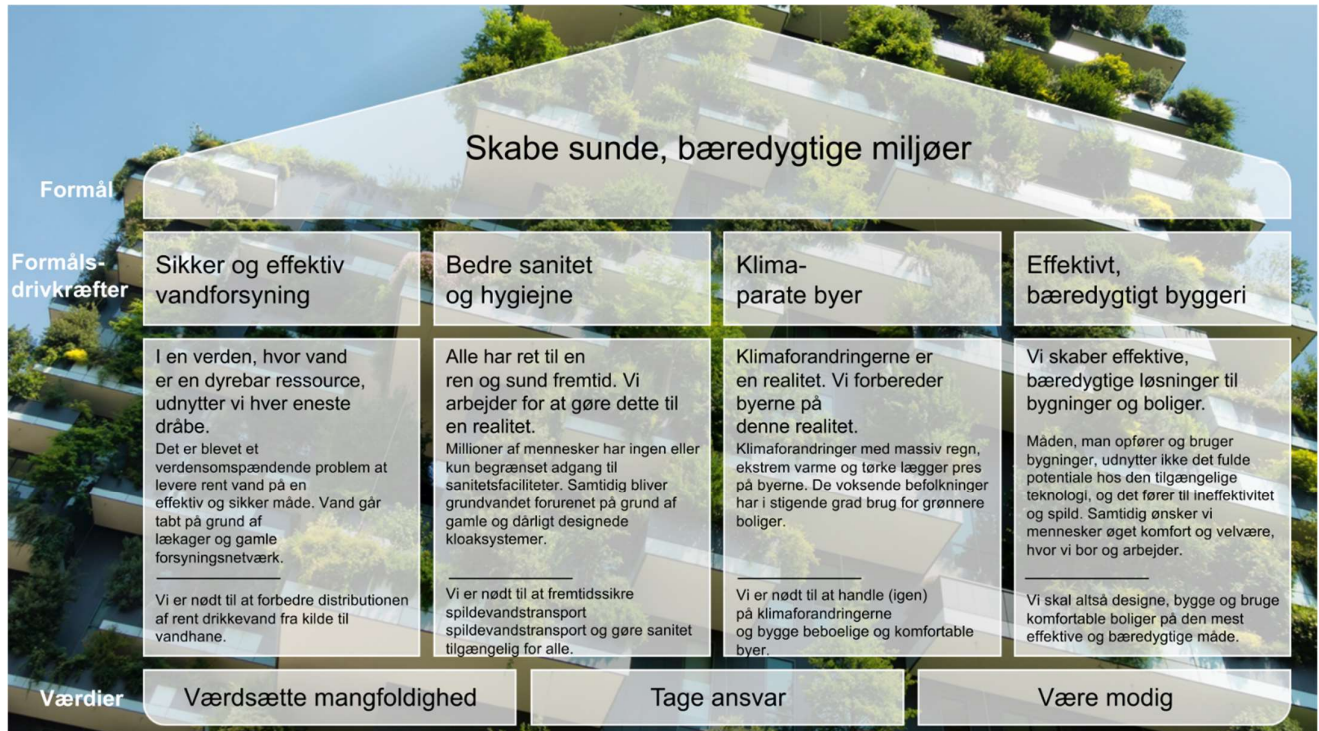 Skabe sunde, bæredygtige miljøer
Formål
Formåls-
drivkræfter
Sikker og effektiv
vandforsyning
Bedre sanitet
og hygiejne
Klima-
parate byer
Effektivt,
bæredygtigt byggeri
I en verden, hvor vand
er en dyrebar ressource,
udnytter vi hver eneste
dråbe.
Det er blevet et
verdensomspændende problem at
levere rent vand på en
effektiv og sikker måde. Vand går
tabt på grund af
lækager og gamle
forsyningsnetværk.
Vi er nødt til at forbedre distributionen
af rent drikkevand fra kilde til
vandhane.
Alle har ret til en
ren og sund fremtid. Vi
arbejder for at gøre dette til
en realitet.
Millioner af mennesker har ingen eller
kun begrænset adgang til
sanitetsfaciliteter. Samtidig bliver
grundvandet forurenet på grund af
gamle og dårligt designede
kloaksystemer.
Vi er nødt til at fremtidssikre
spildevandstransport
spildevandstransport og gøre sanitet
tilgængelig for alle.
Klimaforandringerne er
en realitet. Vi forbereder
byerne på
denne realitet.
Klimaforandringer med massiv regn,
ekstrem varme og tørke lægger pres
på byerne. De voksende befolkninger
har i stigende grad brug for grønnere
boliger.
Vi er nødt til at handle (igen)
på klimaforandringerne
og bygge beboelige og komfortable
byer.
Vi skaber effektive,
bæredygtige løsninger til
bygninger og boliger.
Måden, man opfører og bruger
bygninger, udnytter ikke det fulde
potentiale hos den tilgængelige
teknologi, og det fører til ineffektivitet
og spild. Samtidig ønsker vi
mennesker øget komfort og velvære,
hvor vi bor og arbejder.
Vi skal altså designe, bygge og bruge
komfortable boliger på den mest
effektive og bæredygtige måde.
Værdier
Værdsætte mangfoldighed
Tage ansvar
Være modig